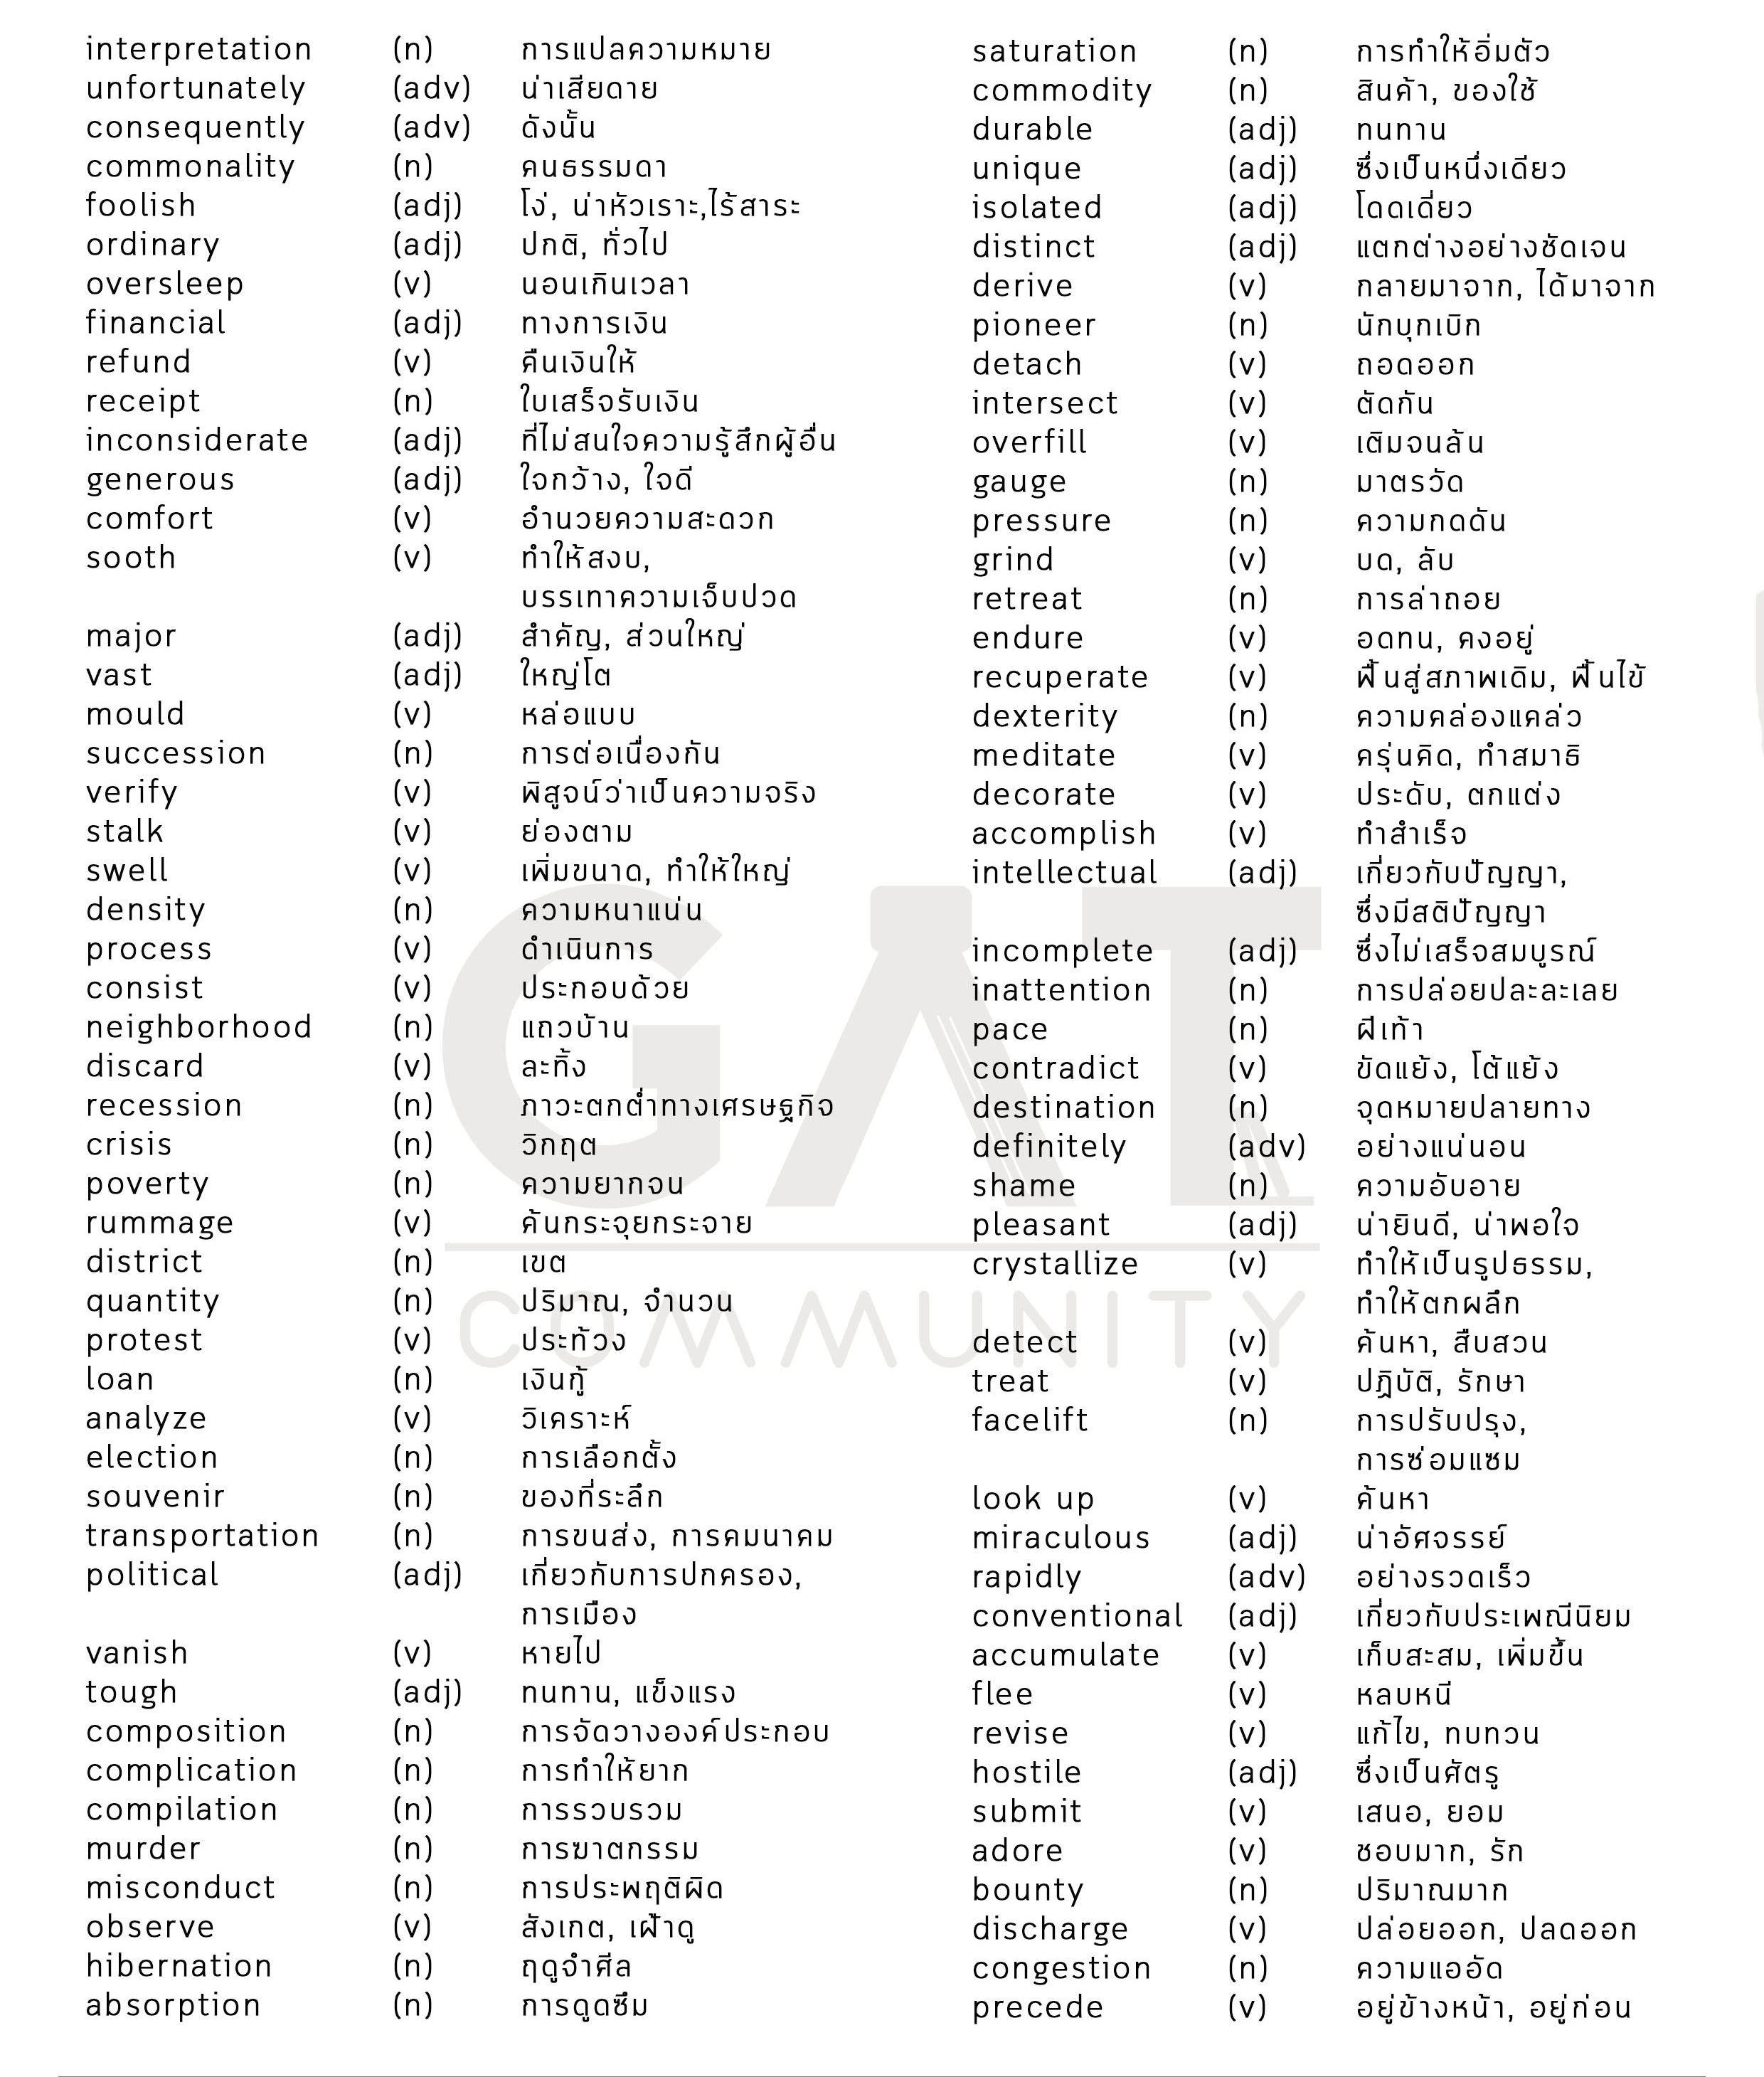 interpretation (n) การแปลความหมาย
unfortunately (adv) น่าเสียดาย
consequently (adv) ดังนั้น
commonality (n) คนธรรมดา
foolish (adj) โง่, น่าหัวเราะ,ไร้สาระ
ordinary (adj) ปกติ, ทั่วไป
oversleep (v) นอนเกินเวลา
financial (adj) ทางการเงิน
refund (v) คืนเงินให้
receipt (n) ใบเสร็จรับเงิน
inconsiderate (adj) ที่ไม่สนใจความรู้สึกผู้อื่น
generous (adj) ใจกว้าง, ใจดี
comfort (v) อำนวยความสะดวก
sooth (v) ทำให้สงบ,
บรรเทาความเจ็บปวด
major (adj) สำคัญ, ส่วนใหญ่
vast (adj) ใหญ่โต
mould (v) หล่อแบบ
succession (n) การต่อเนื่องกัน
verify (v) พิสูจน์ว่าเป็นความจริง
stalk (v) ย่องตาม
swell (v) เพิ่มขนาด, ทำให้ใหญ่
density (n) ความหนาแน่น
process (v) ดำเนินการ
consist (v) ประกอบด้วย
neighborhood (n) แถวบ้าน
discard (v) ละทิ้ง
recession (n) ภาวะตกต่ำทางเศรษฐกิจ
crisis (n) วิกฤต
poverty (n) ความยากจน
rummage (v) ค้นกระจุยกระจาย
district (n) เขต
quantity (n) ปริมาณ, จำนวน
protest (v) ประท้วง
loan (n) เงินกู้
analyze (v) วิเคราะห์
election (n) การเลือกตั้ง
souvenir (n) ของที่ระลึก
transportation (n) การขนส่ง, การคมนาคม
political (adj) เกี่ยวกับการปกครอง,
การเมือง
vanish (v) หายไป
tough (adj) ทนทาน, แข็งแรง
composition (n) การจัดวางองค์ประกอบ
complication (n) การทำให้ยาก
compilation (n) การรวบรวม
murder (n) การฆาตกรรม
misconduct (n) การประพฤติผิด
observe (v) สังเกต, เฝ้าดู
hibernation (n) ฤดูจำศีล
absorption (n) การดูดซึม
saturation (n) การทำให้อิ่มตัว
commodity (n) สินค้า, ของใช้
durable (adj) ทนทาน
unique (adj) ซึ่งเป็นหนึ่งเดียว
isolated (adj) โดดเดี่ยว
distinct (adj) แตกต่างอย่างชัดเจน
derive (v) กลายมาจาก, ได้มาจาก
pioneer (n) นักบุกเบิก
detach (v) ถอดออก
intersect (v) ตัดกัน
overfill (v) เติมจนล้น
gauge (n) มาตรวัด
pressure (n) ความกดดัน
grind (v) บด, ลับ
retreat (n) การล่าถอย
endure (v) อดทน, คงอยู่
recuperate (v) ฟื้นสู่สภาพเดิม, ฟื้นไข้
dexterity (n) ความคล่องแคล่ว
meditate (v) ครุ่นคิด, ทำสมาธิ
decorate (v) ประดับ, ตกแต่ง
accomplish (v) ทำสำเร็จ
intellectual (adj) เกี่ยวกับปัญญา,
ซึ่งมีสติปัญญา
incomplete (adj) ซึ่งไม่เสร็จสมบูรณ์
inattention (n) การปล่อยปละละเลย
pace (n) ฝีเท้า
contradict (v) ขัดแย้ง, โต้แย้ง
destination (n) จุดหมายปลายทาง
definitely (adv) อย่างแน่นอน
shame (n) ความอับอาย
pleasant (adj) น่ายินดี, น่าพอใจ
crystallize (v) ทำให้เป็นรูปธรรม,
ทำให้ตกผลึก
detect (v) ค้นหา, สืบสวน
treat (v) ปฏิบัติ, รักษา
facelift (n) การปรับปรุง,
การซ่อมแซม
look up (v) ค้นหา
miraculous (adj) น่าอัศจรรย์
rapidly (adv) อย่างรวดเร็ว
conventional (adj) เกี่ยวกับประเพณีนิยม
accumulate (v) เก็บสะสม, เพิ่มขึ้น
flee (v) หลบหนี
revise (v) แก้ไข, ทบทวน
hostile (adj) ซึ่งเป็นศัตรู
submit (v) เสนอ, ยอม
adore (v) ชอบมาก, รัก
bounty (n) ปริมาณมาก
discharge (v) ปล่อยออก, ปลดออก
congestion (n) ความแออัด
precede (v) อยู่ข้างหน้า, อยู่ก่อน
GAT
COMMUNITY